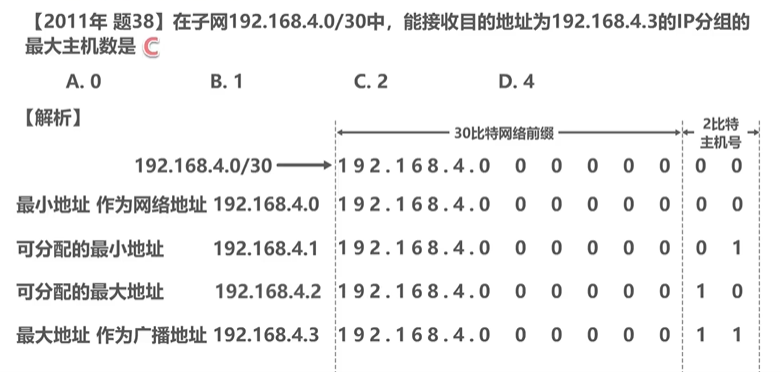 【2011年 题38】在子网192.168.4.0/30中，能接收目的地址为192.168.4.3的IP分组的
最大主机数是 C
A. 0 B. 1 C. 2 D. 4
【解析】
30比特网络前缀 2比特
主机号
192.168.4.0/30 192.168.4.0 0 0 0 0 0 0 0
最小地址 作为网络地址 192.168.4.0 192.168.4.0 0 0 0 0 0 0 0
可分配的最小地址 192.168.4.1 192.168.4.0 0 0 0 0 0 0 1
可分配的最大地址 192.168.4.2 192.168.4.0 0 0 0 0 0 1 0
最大地址 作为广播地址 192.168.4.3 192.168.4.0 0 0 0 0 0 1 1